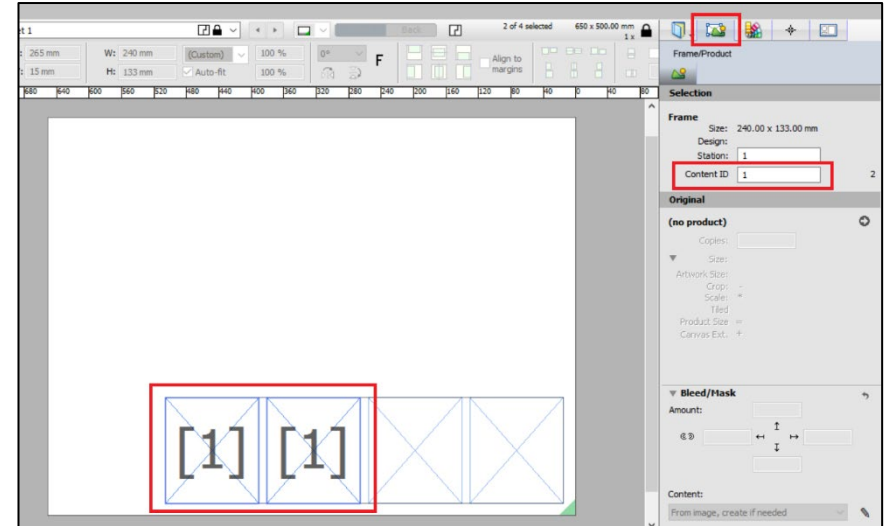 et 1
Back
2 of 4 selected
650 x 500.00 mm
1 x
265 mm
W: 240 mm
(Custom)
100 %
0°
F
Align to
margins
15 mm
H: 133 mm
Auto-fit
100 %
680 640 600 560 520 480 440 400 360 320 280 240 200 160 120 80 40 0 40 80
Frame/Product
Selection
Frame
Size: 240.00 x 133.00 mm
Design:
Station: 1
Content ID 1 2
Original
(no product)
Copies:
Size:
Artwork Size:
Crop: -
Scale:
Tiled
Product Size =
Canvas Ext. +
Bleed/Mask
Amount:
Content:
From image, create if needed
[1] [1]